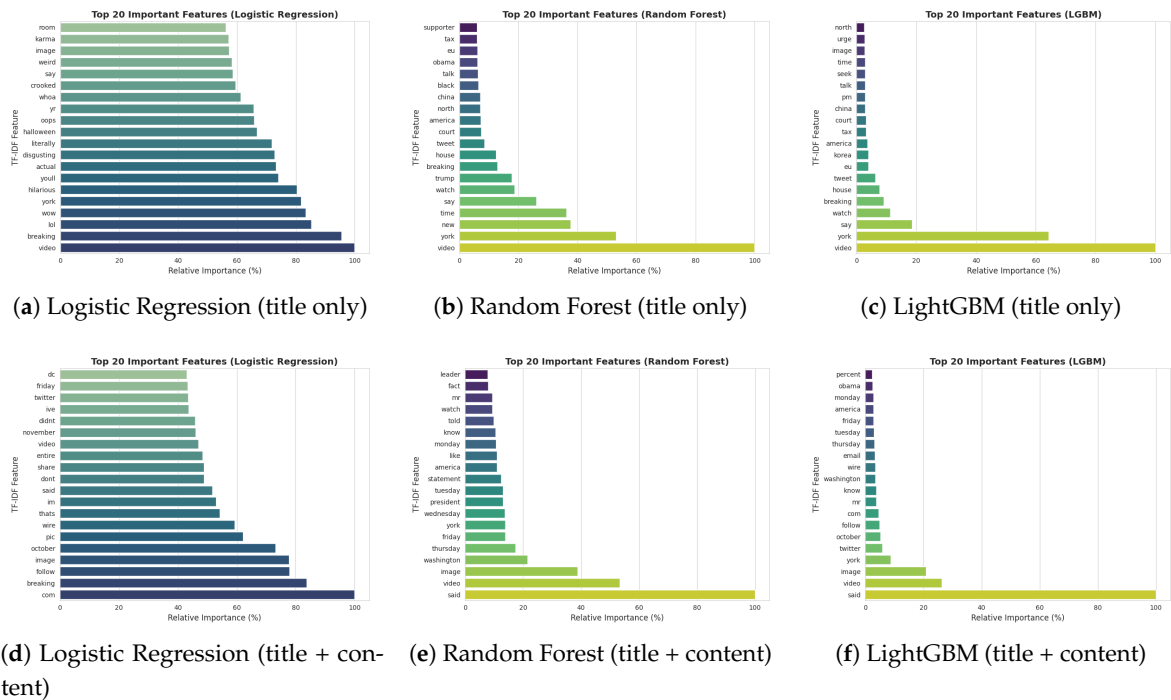 Top 20 Important Features (Logistic Regression)
TF-IDF Feature
room
karma
image
weird
say
crooked
whoa
yr
oops
halloween
literally
disgusting
actual
youll
hilarious
york
wow
lol
breaking
video
0 20 40 60 80 100
Relative Importance (%)
(a) Logistic Regression (title only)
Top 20 Important Features (Random Forest)
TF-IDF Feature
supporter
tax
eu
obama
talk
black
china
north
america
court
tweet
house
breaking
trump
watch
say
time
new
york
video
0 20 40 60 80 100
Relative Importance (%)
(b) Random Forest (title only)
Top 20 Important Features (LGBM)
TF-IDF Feature
north
urge
image
time
seek
talk
pm
china
court
tax
america
korea
eu
tweet
house
breaking
watch
say
york
video
0 20 40 60 80 100
Relative Importance (%)
(c) LightGBM (title only)
Top 20 Important Features (Logistic Regression)
TF-IDF Feature
dc
friday
twitter
ive
didnt
november
video
entire
share
dont
said
im
thats
wire
pic
october
image
follow
breaking
com
0 20 40 60 80 100
Relative Importance (%)
(d) Logistic Regression (title + con-
tent)
Top 20 Important Features (Random Forest)
TF-IDF Feature
leader
fact
mr
watch
told
know
monday
like
america
statement
tuesday
president
wednesday
york
friday
thursday
washington
image
video
said
0 20 40 60 80 100
Relative Importance (%)
(e) Random Forest (title + content)
Top 20 Important Features (LGBM)
TF-IDF Feature
percent
obama
monday
america
friday
tuesday
thursday
email
wire
washington
know
mr
com
follow
october
twitter
york
image
video
said
0 20 40 60 80 100
Relative Importance (%)
(f) LightGBM (title + content)